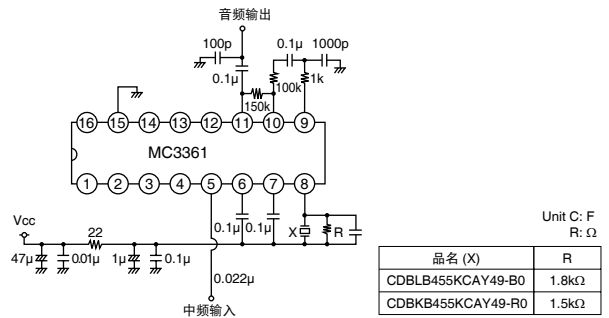 音频输出
100p
0.1μ
1000p
0.1μ
100k
1k
150k
16 15 14 13 12 11 10 9
MC3361
1 2 3 4 5 6 7 8
Vcc
22
0.1μ
0.1μ
X
R
47μ
0.01μ
1μ
0.1μ
0.022μ
中频输入
Unit C: F
R: Ω
品名 (X) R
CDBLB455KCAY49-B0 1.8kΩ
CDBKB455KCAY49-R0 1.5kΩ